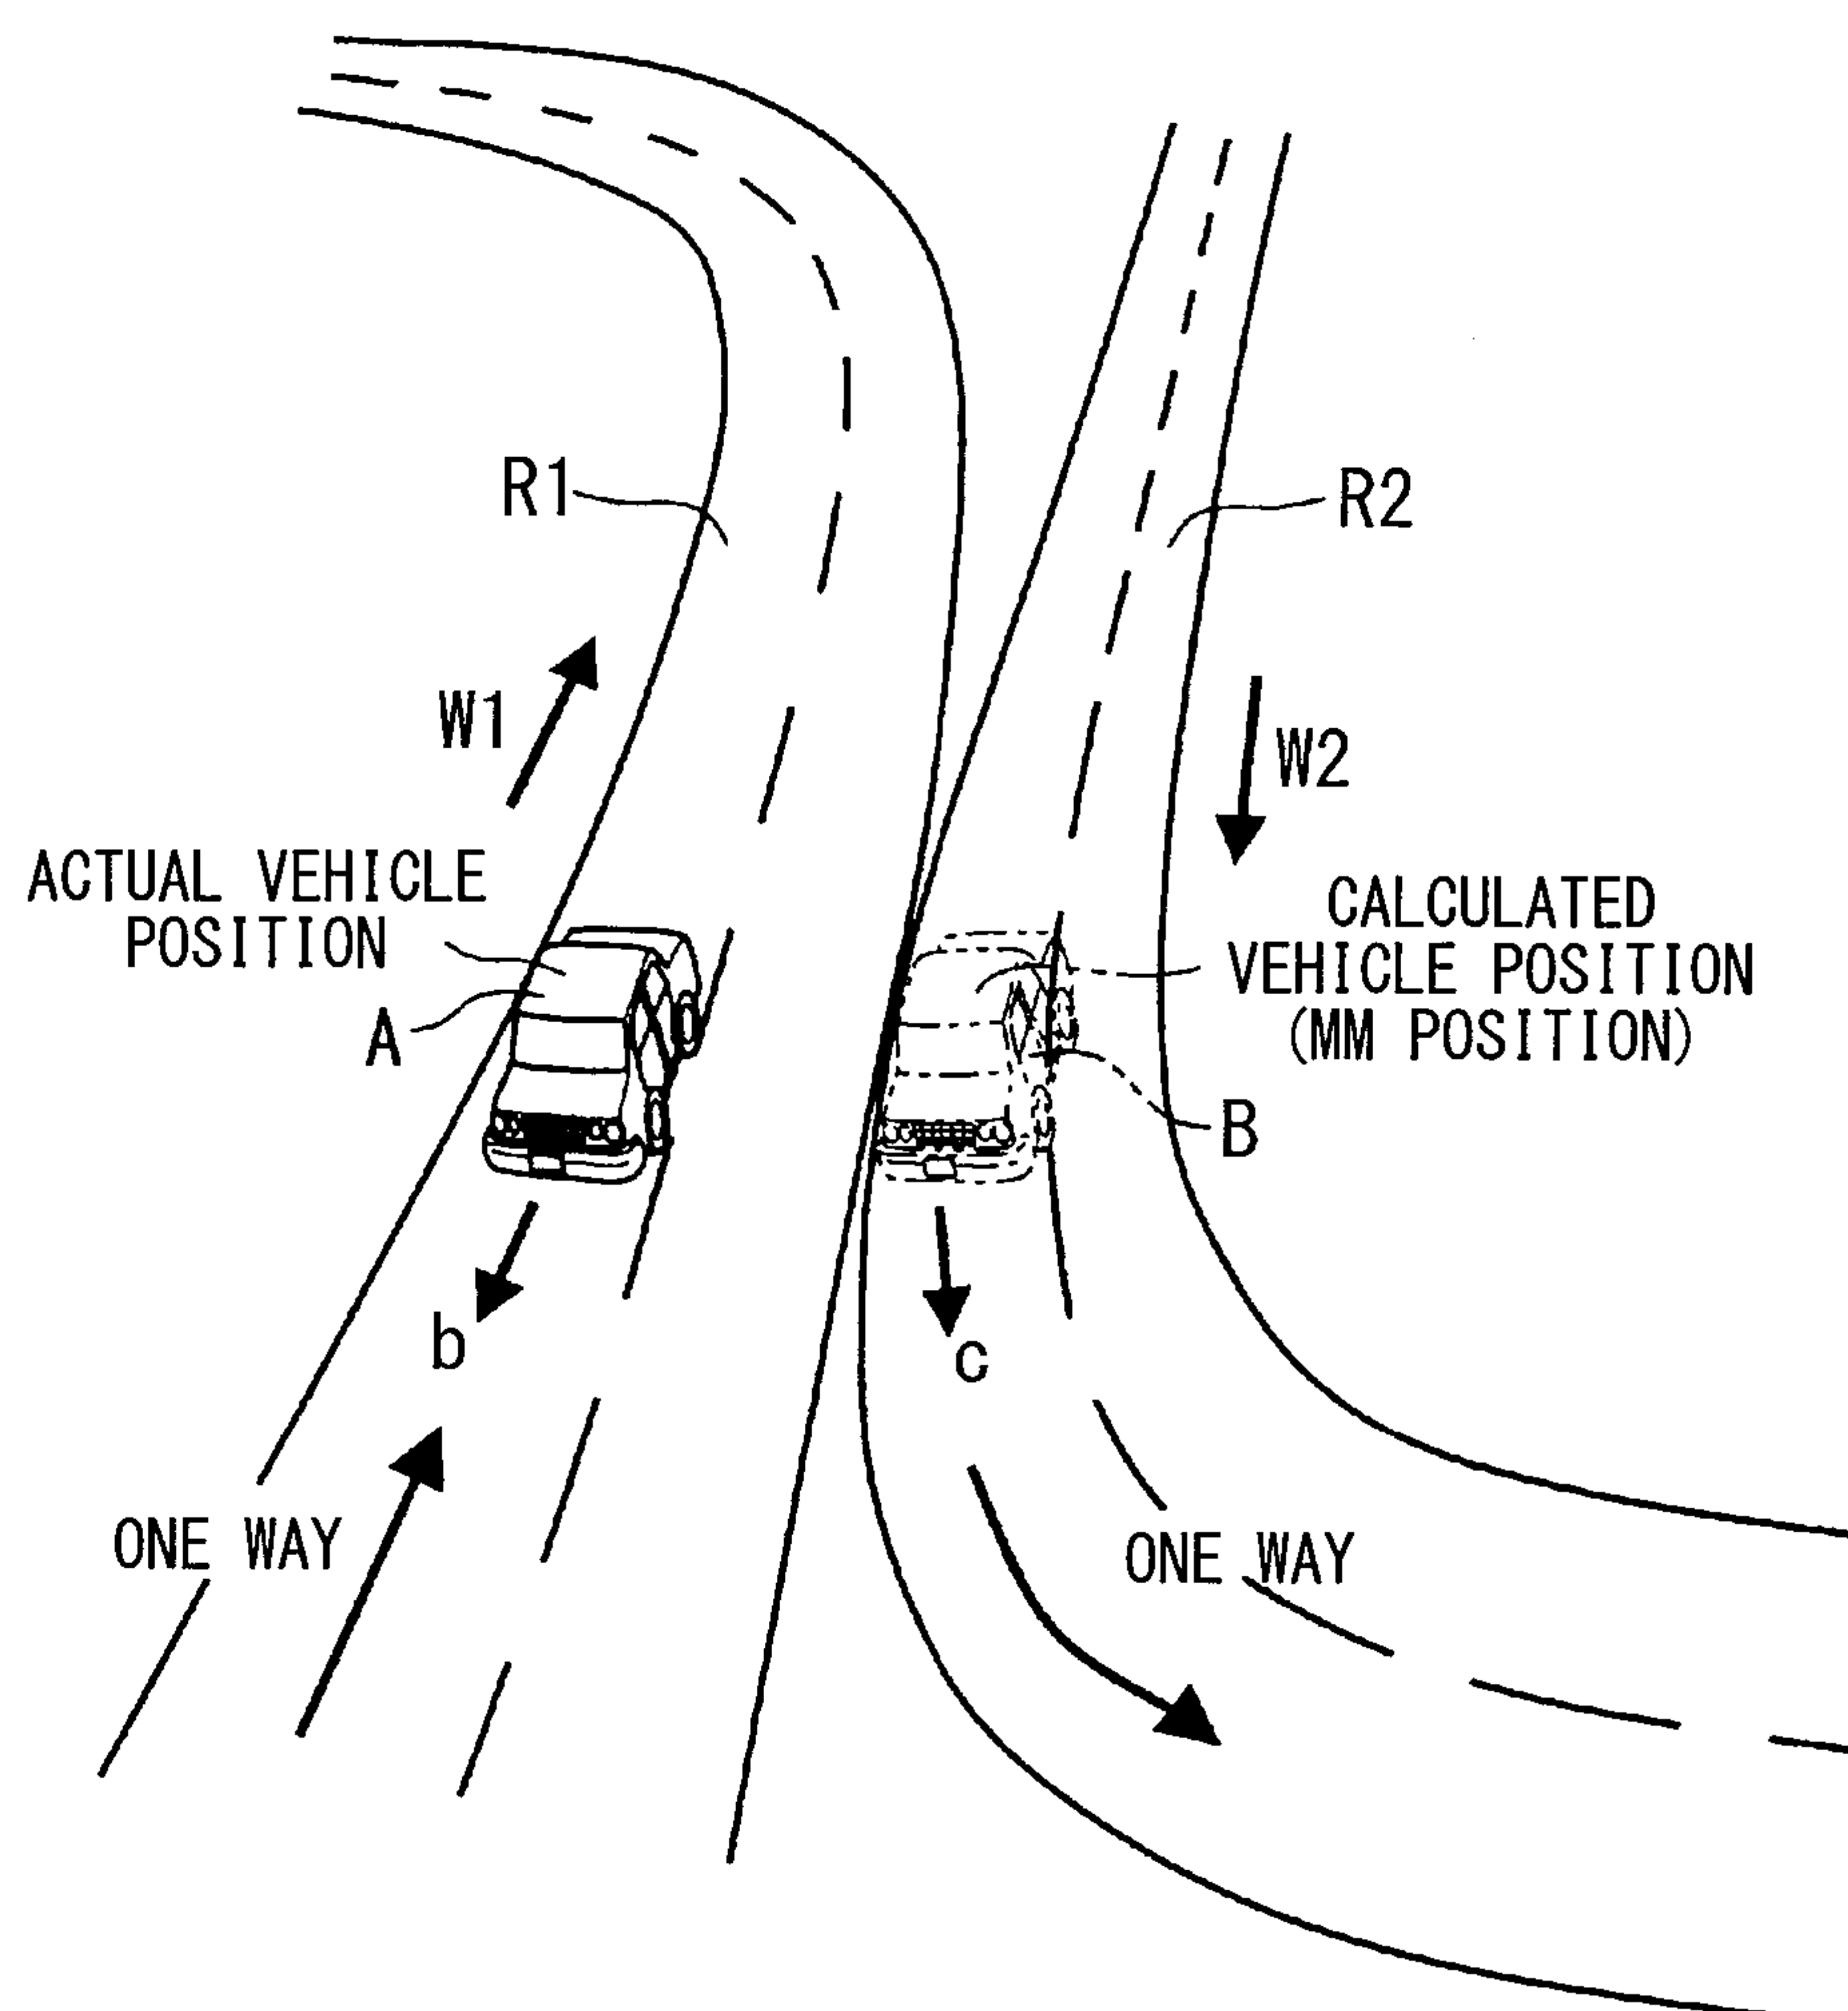 R1
R2
W1
W2
ACTUAL VEHICLE
POSITION
A
CALCULATED
VEHICLE POSITION
(MM POSITION)
B
b
c
ONE WAY
ONE WAY